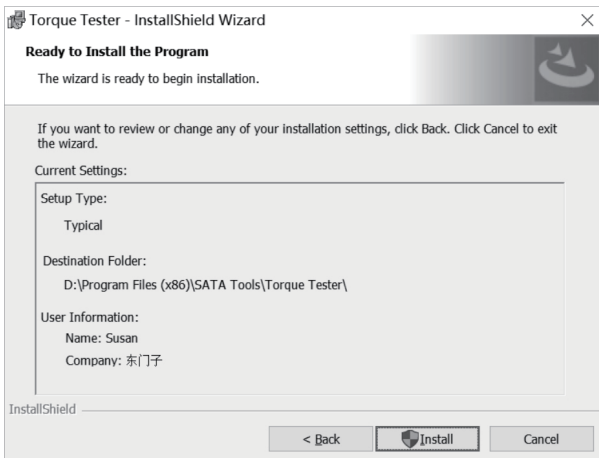 Torque Tester - InstallShield Wizard
Ready to Install the Program
The wizard is ready to begin installation.
If you want to review or change any of your installation settings, click Back. Click Cancel to exit
the wizard.
Current Settings:
Setup Type:
Typical
Destination Folder:
D:\Program Files (x86)\SATA Tools\Torque Tester\
User Information:
Name: Susan
Company: 东门子
InstallShield
< Back
Install
Cancel